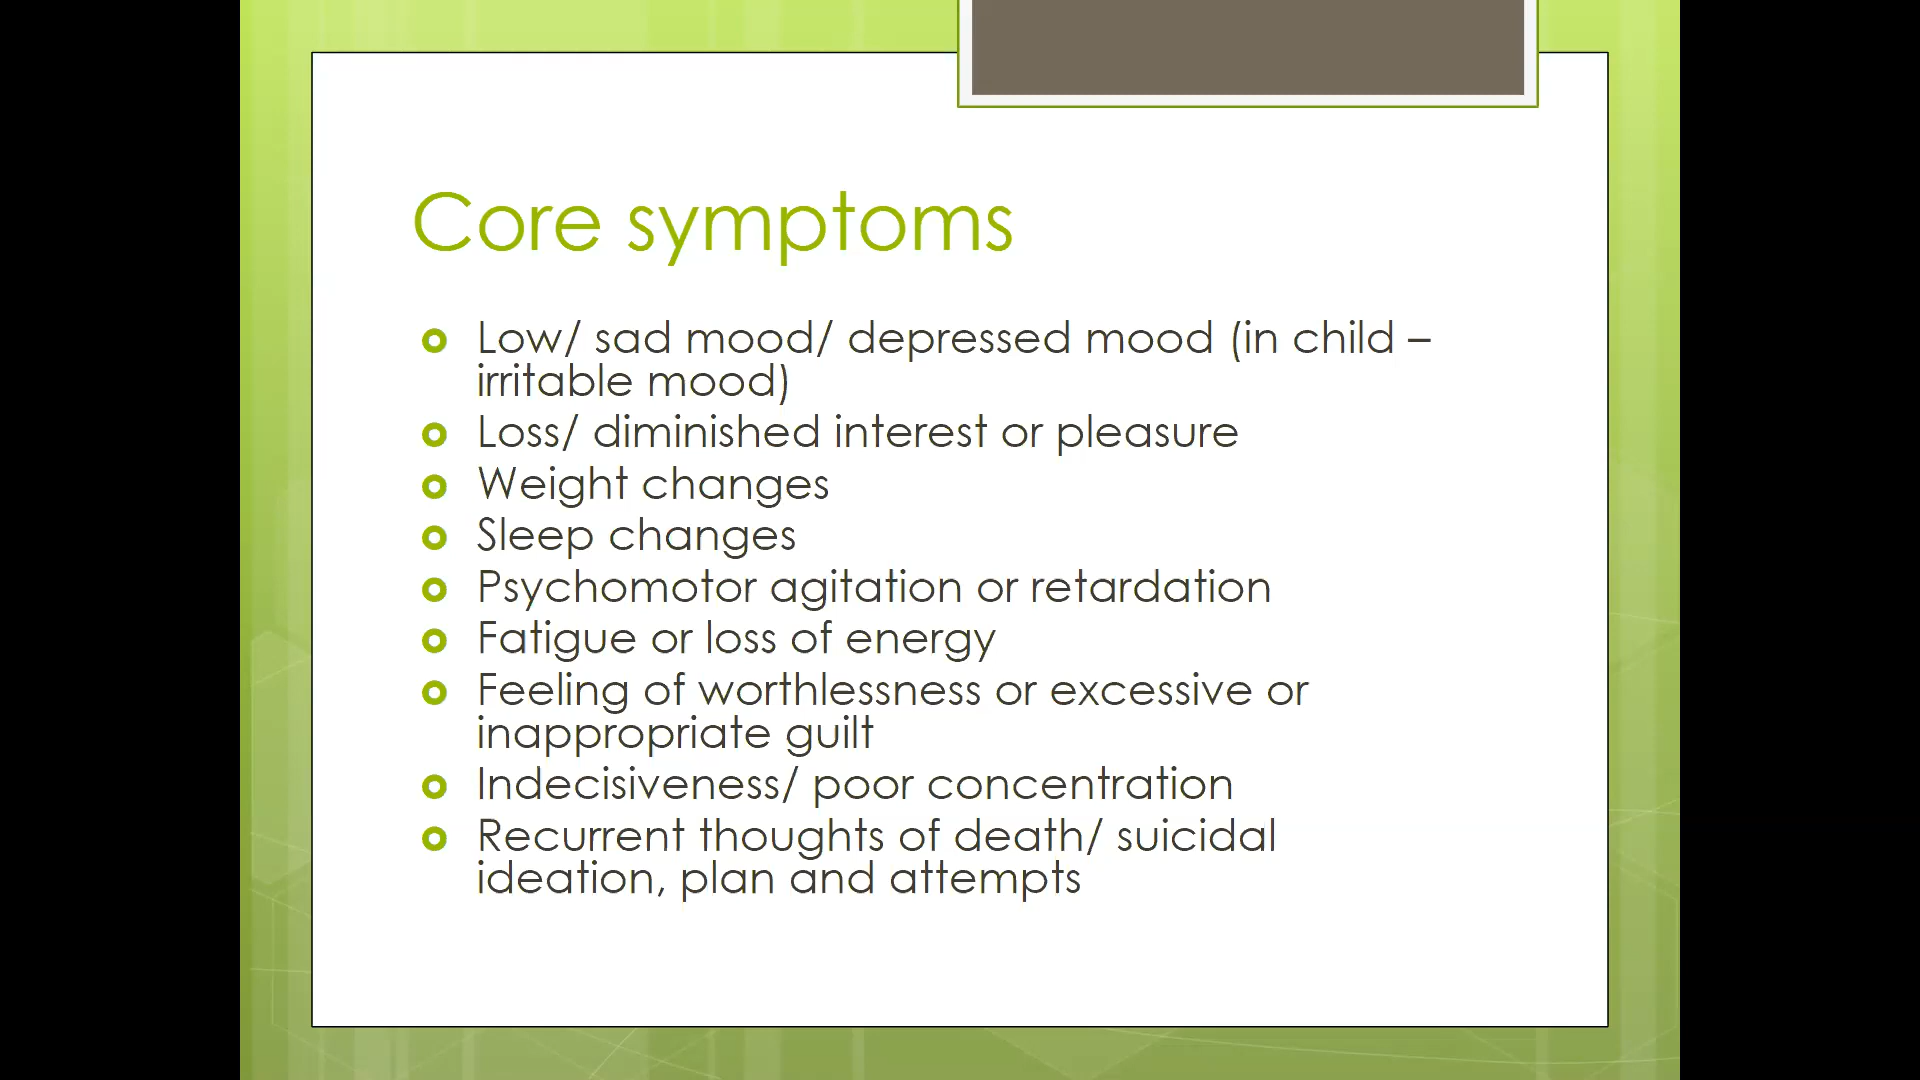 Core symptoms
Low/ sad mood/ depressed mood (in child –
irritable mood)
Loss/ diminished interest or pleasure
Weight changes
Sleep changes
Psychomotor agitation or retardation
Fatigue or loss of energy
Feeling of worthlessness or excessive or
inappropriate guilt
Indecisiveness/ poor concentration
Recurrent thoughts of death/ suicidal
ideation, plan and attempts